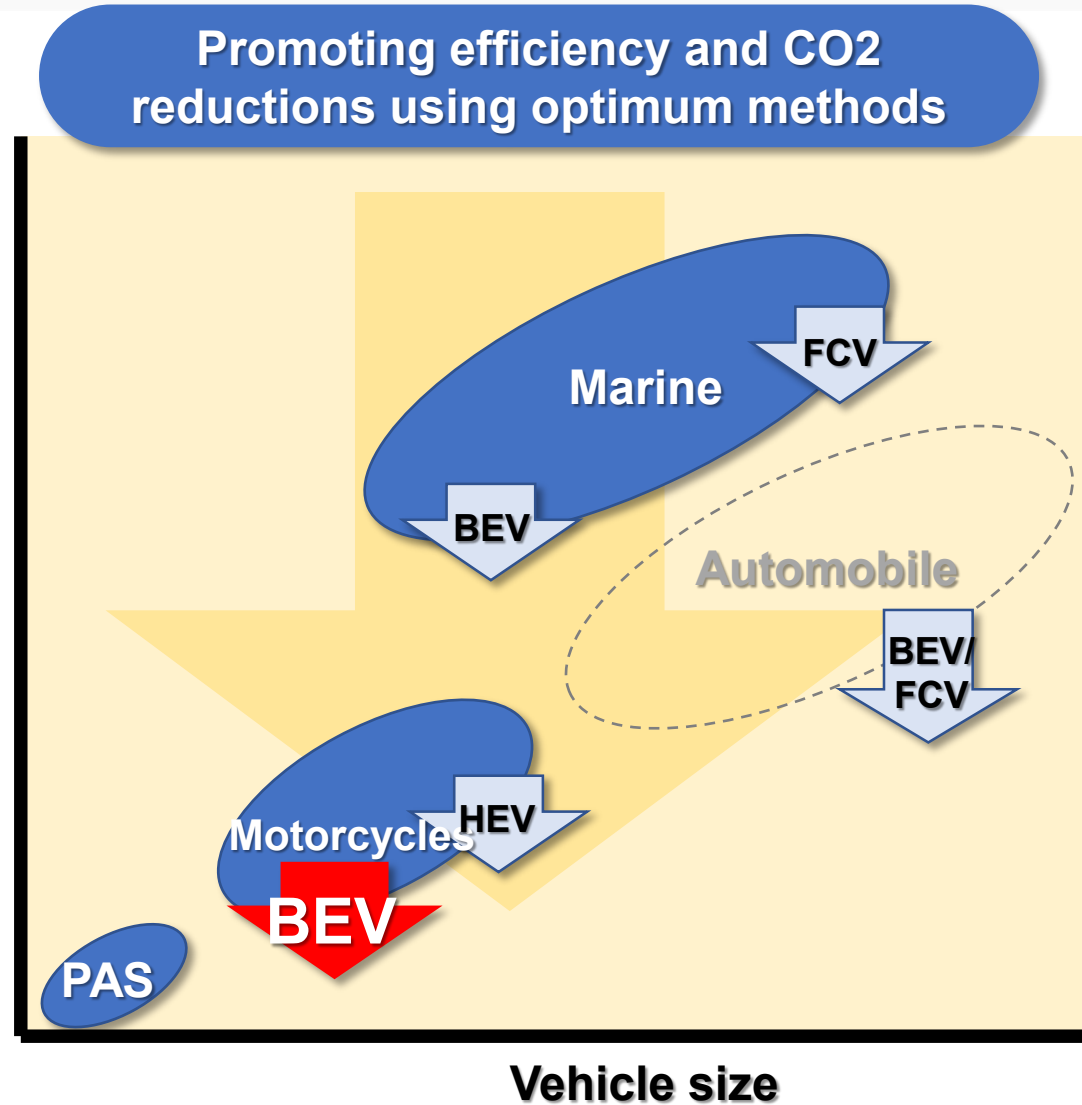 Promoting efficiency and CO2
reductions using optimum methods
FCV
Marine
BEV
Automobile
BEV/
FCV
HEV
Motorcycles
BEV
PAS
Vehicle size